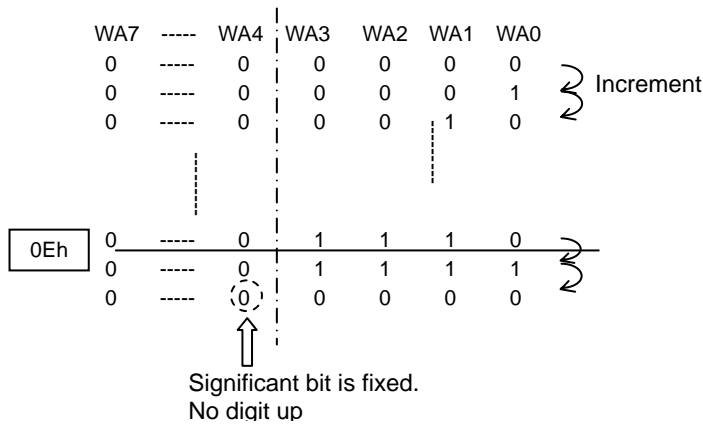 WA7 ----- WA4 WA3 WA2 WA1 WA0
0 ----- 0 0 0 0 0
Increment
0 ----- 0 0 0 0 1
0 ----- 0 0 0 1 0
0Eh
0 ----- 0 1 1 1 0
0 ----- 0 1 1 1 1
0 ----- 0 0 0 0 0
Significant bit is fixed.
No digit up